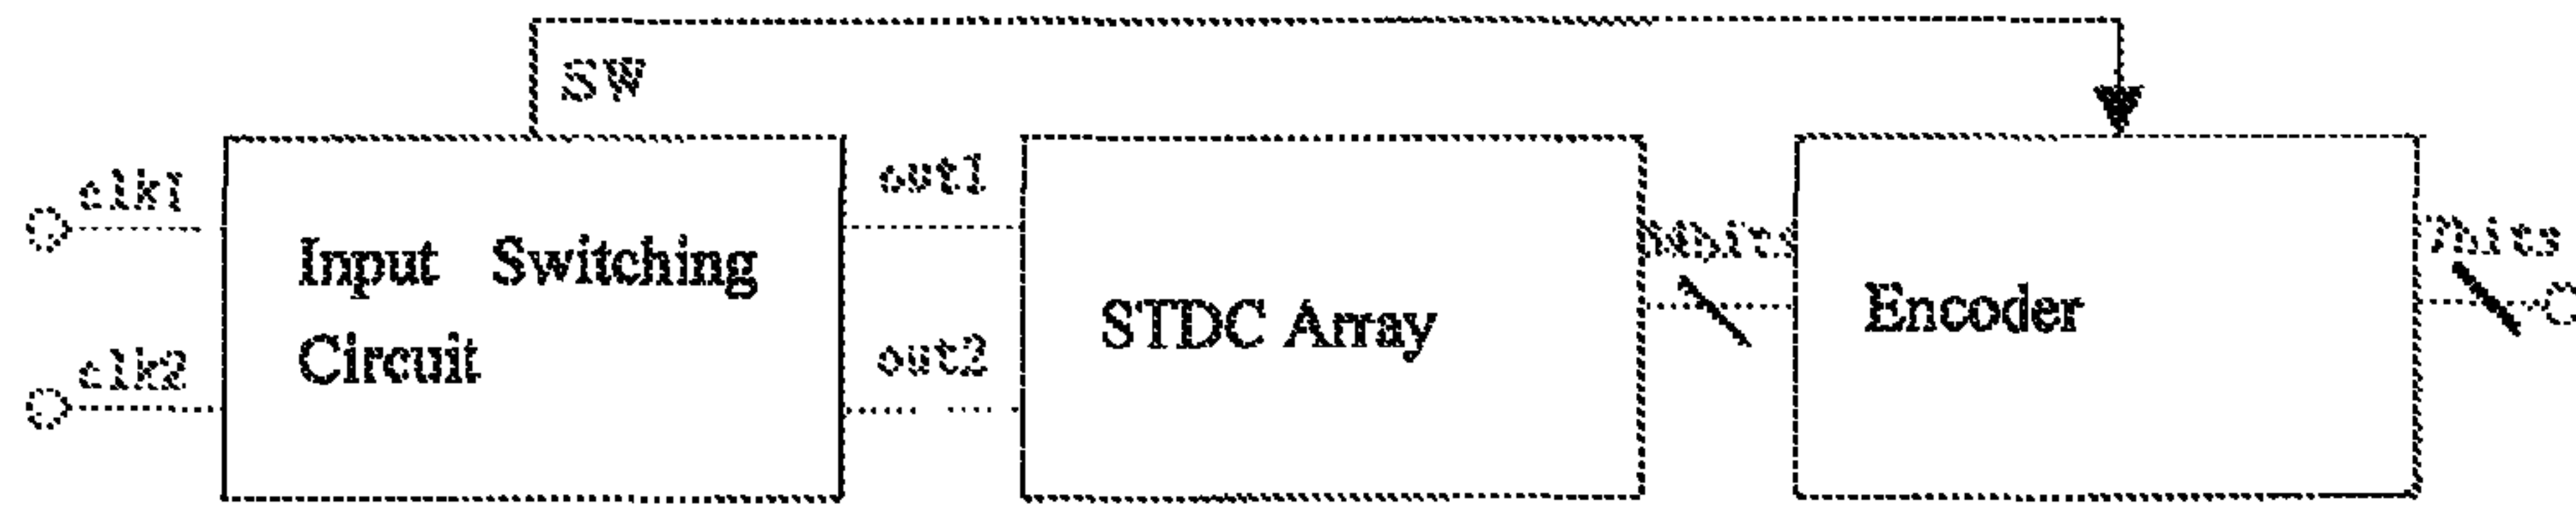 SW
clk1
out1
7bits
Input Switching
Circuit
STDC Array
Encoder
clk2
out2